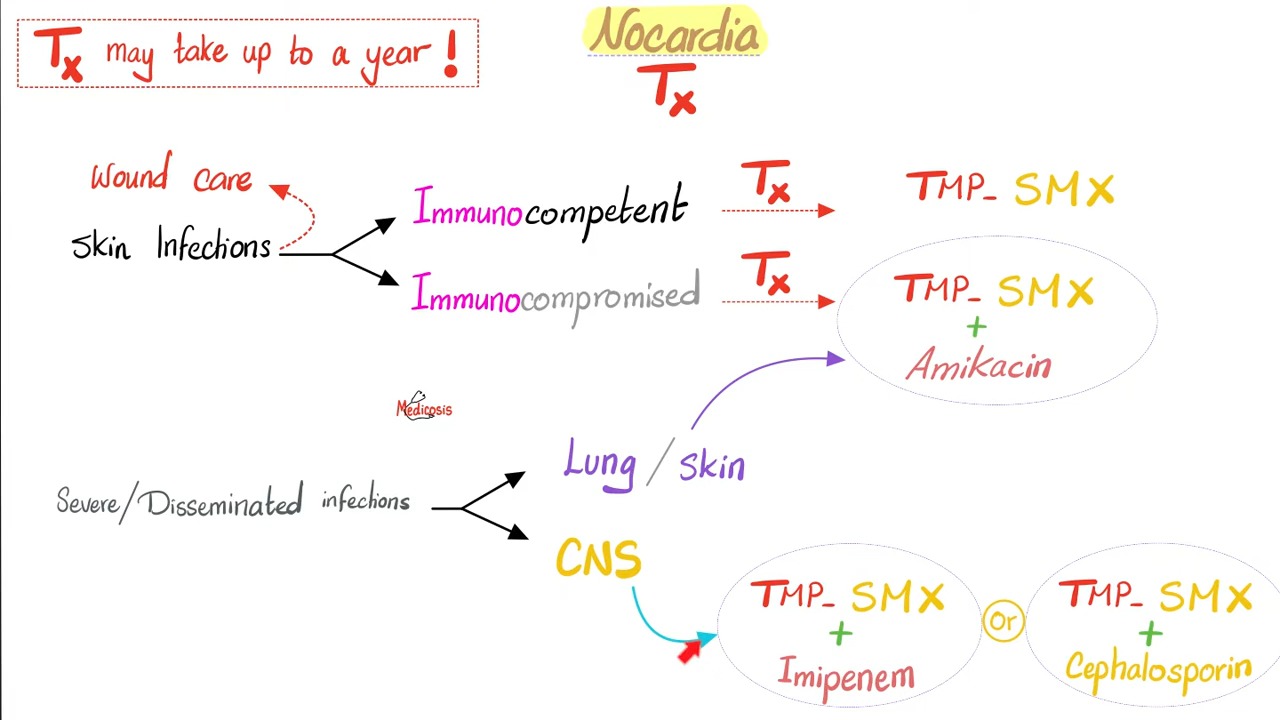 Tx may take up to a year!
Nocardia
Tx
Wound care
Skin Infections
Immunocompetent
Tx
TMP- SMX
Immunocompromised
Tx
TMP- SMX
+
Amikacin
Medicosis
Lung / Skin
Severe/Disseminated infections
CNS
TMP- SMX
+
Imipenem
Or
TMP- SMX
+
Cephalosporin